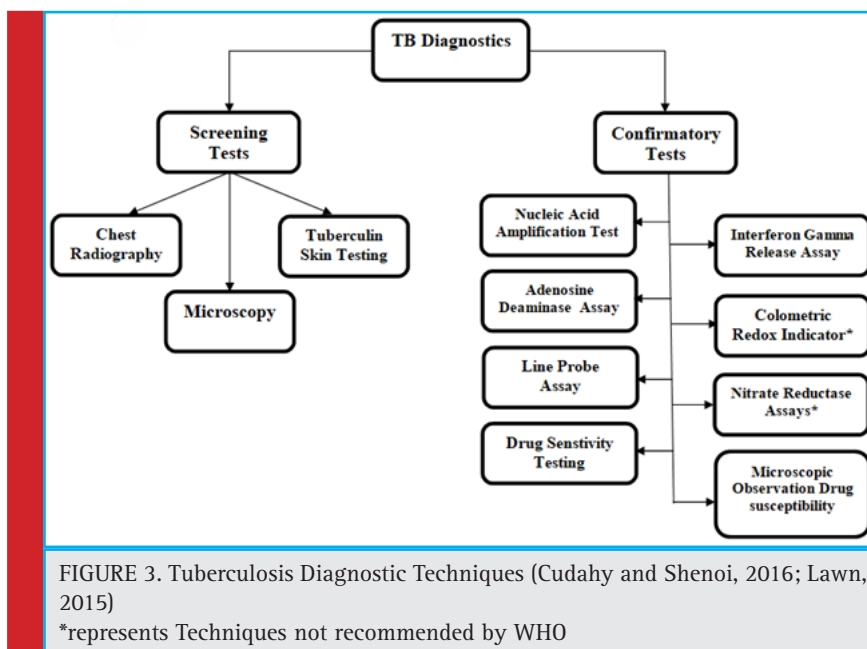 TB Diagnostics
Screening
Tests
Confirmatory
Tests
Chest
Radiography
Tuberculin
Skin Testing
Microscopy
Nucleic Acid
Amplification Test
Interferon Gamma
Release Assay
Adenosine
Deaminase Assay
Colometric
Redox Indicator*
Line Probe
Assay
Nitrate Reductase
Assays*
Drug Senstivity
Testing
Microscopic
Observation Drug
susceptibility
FIGURE 3. Tuberculosis Diagnostic Techniques (Cudahy and Shenoi, 2016; Lawn,
2015)
*represents Techniques not recommended by WHO